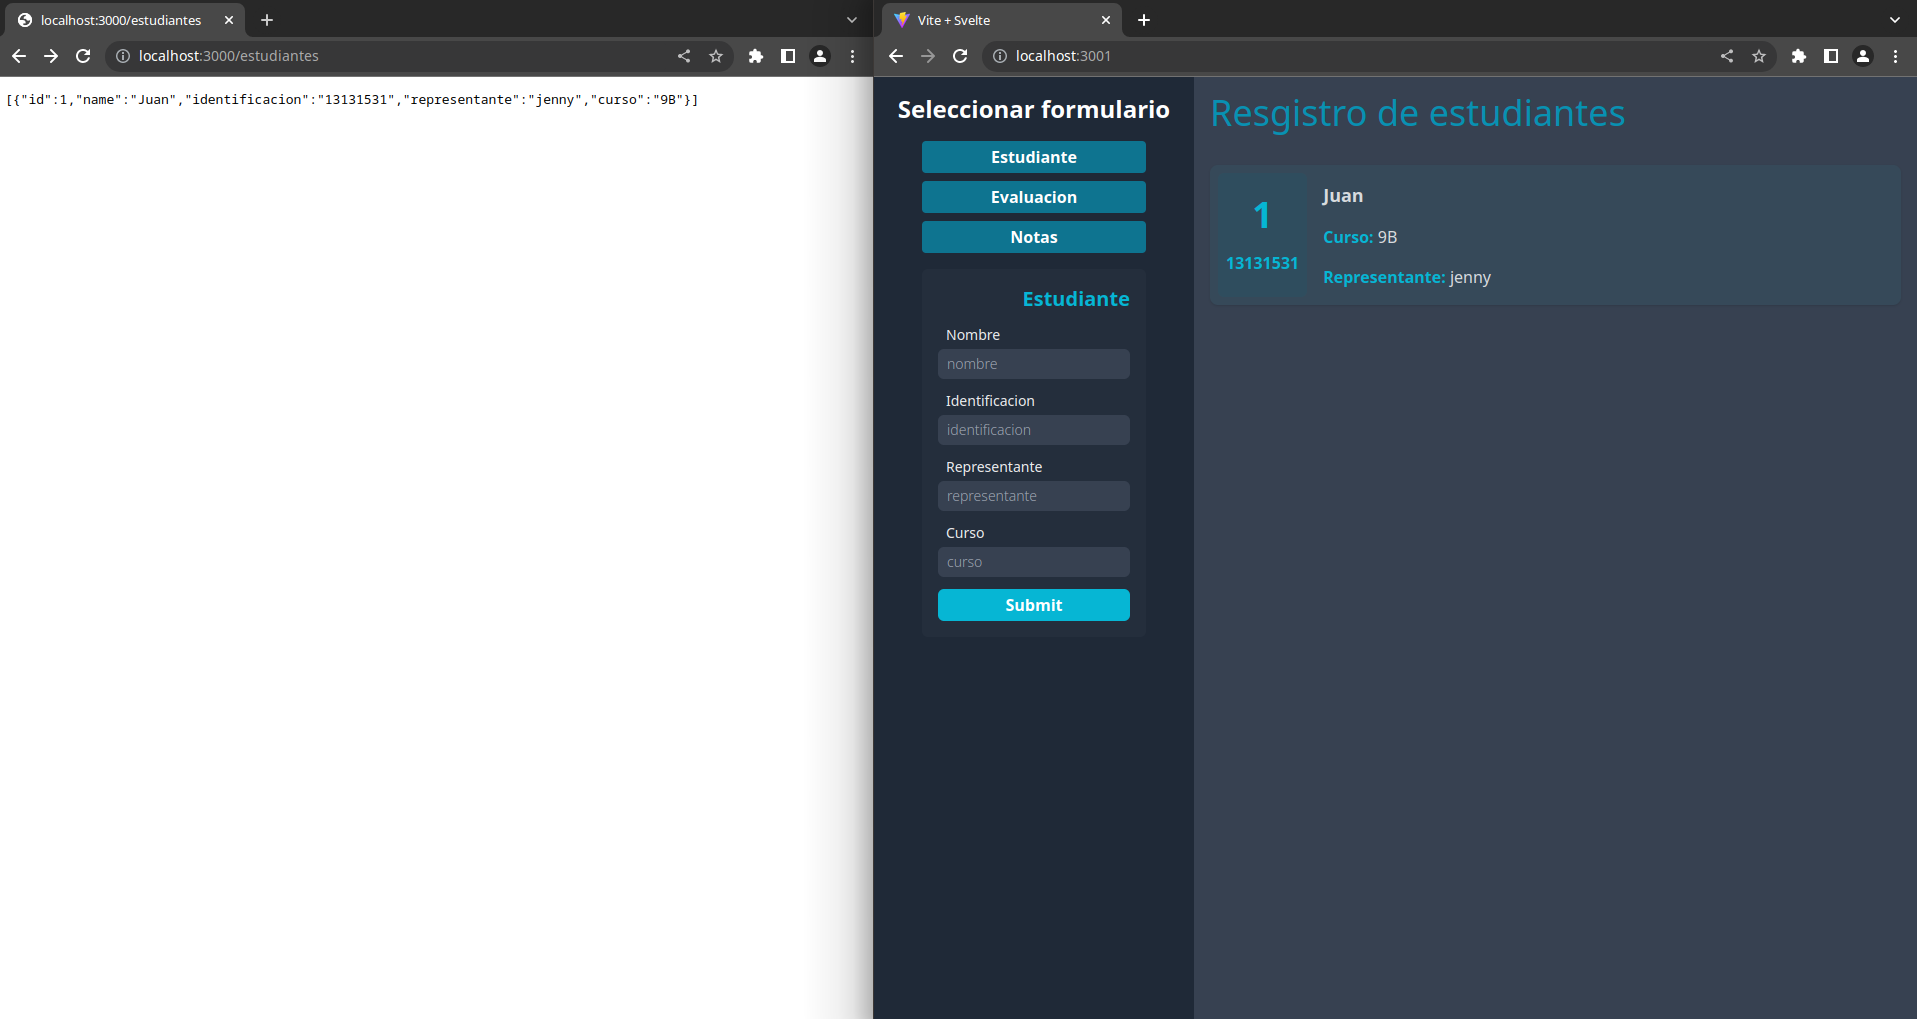 localhost:3000/estudiantes
localhost:3000/estudiantes
[{"id":1,"name":"Juan","identificacion":"13131531","representante":"jenny","curso":"9B"}]
Vite + Svelte
localhost:3001
Seleccionar formulario
Estudiante
Evaluacion
Notas
Estudiante
Nombre
nombre
Identificacion
identificacion
Representante
representante
Curso
curso
Submit
Resgistro de estudiantes
1
13131531
Juan
Curso: 9B
Representante: jenny